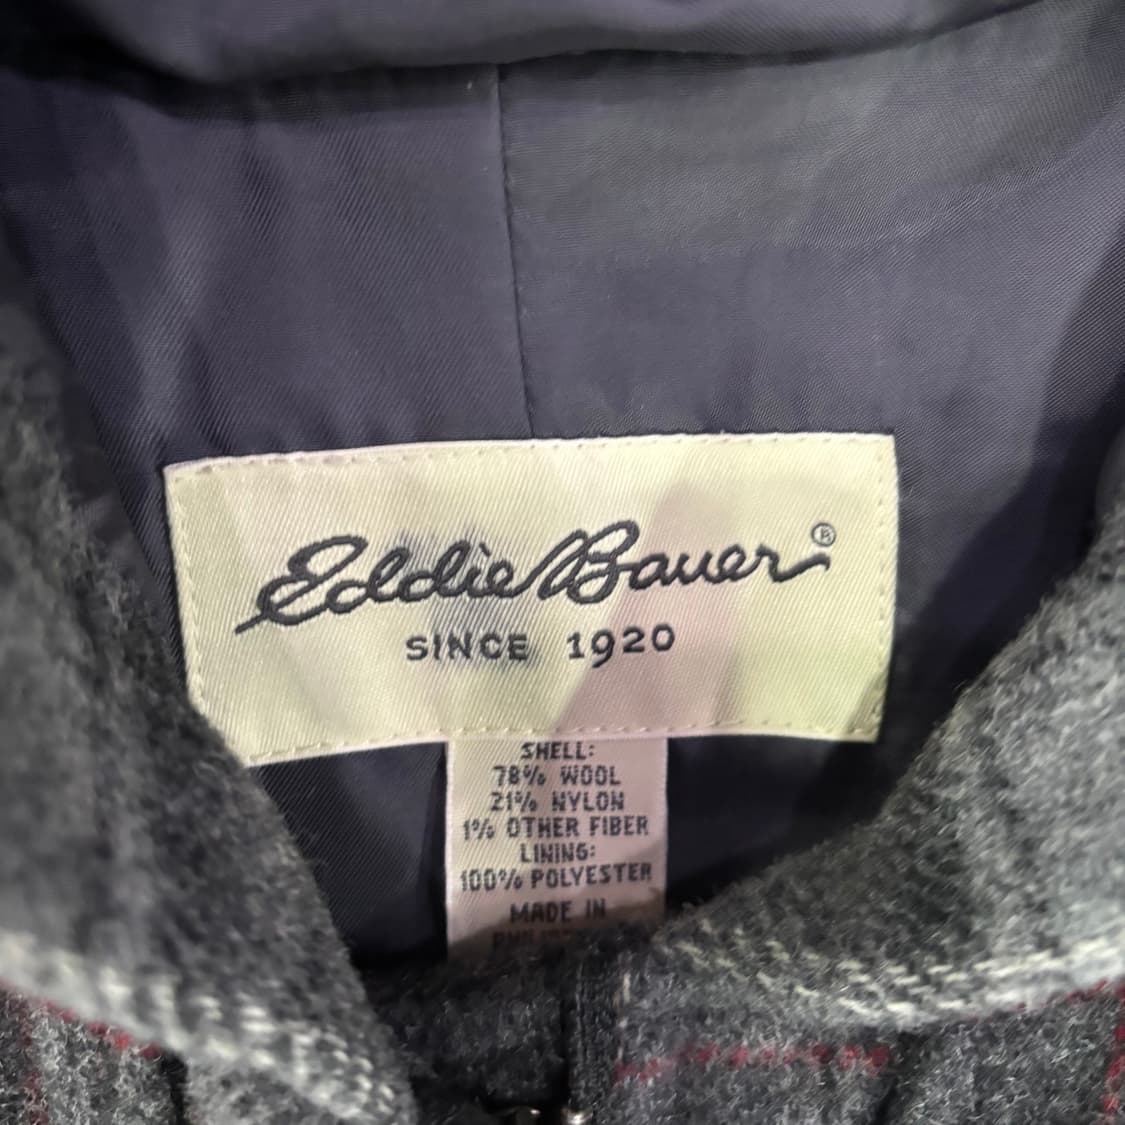 Eddie Bauer®
SINCE 1920
SHELL:
78% WOOL
21% NYLON
1% OTHER FIBER
LINING:
100% POLYESTER
MADE IN